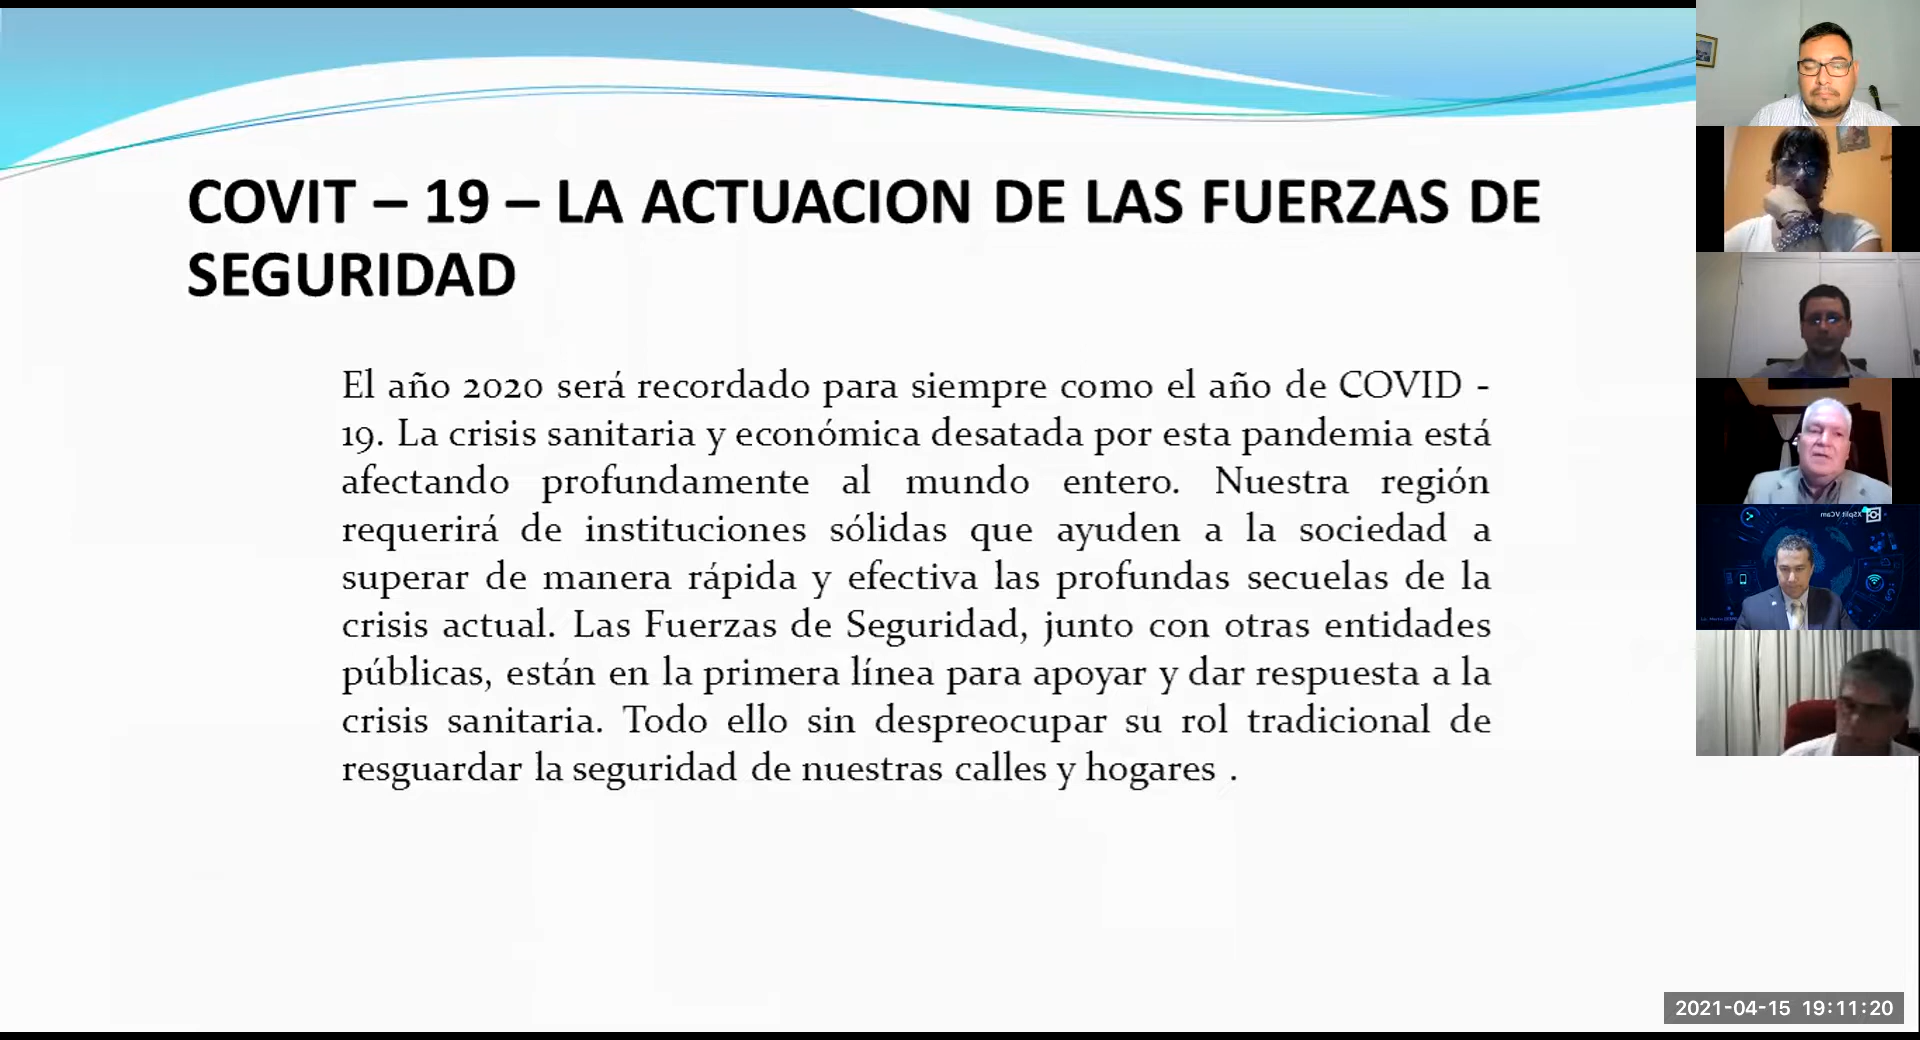 COVIT – 19 – LA ACTUACION DE LAS FUERZAS DE
SEGURIDAD
El año 2020 será recordado para siempre como el año de COVID -
19. La crisis sanitaria y económica desatada por esta pandemia está
afectando profundamente al mundo entero. Nuestra región
requerirá de instituciones sólidas que ayuden a la sociedad a
superar de manera rápida y efectiva las profundas secuelas de la
crisis actual. Las Fuerzas de Seguridad, junto con otras entidades
públicas, están en la primera línea para apoyar y dar respuesta a la
crisis sanitaria. Todo ello sin despreocupar su rol tradicional de
resguardar la seguridad de nuestras calles y hogares .
XSplit VCam
2021-04-15 19:11:20